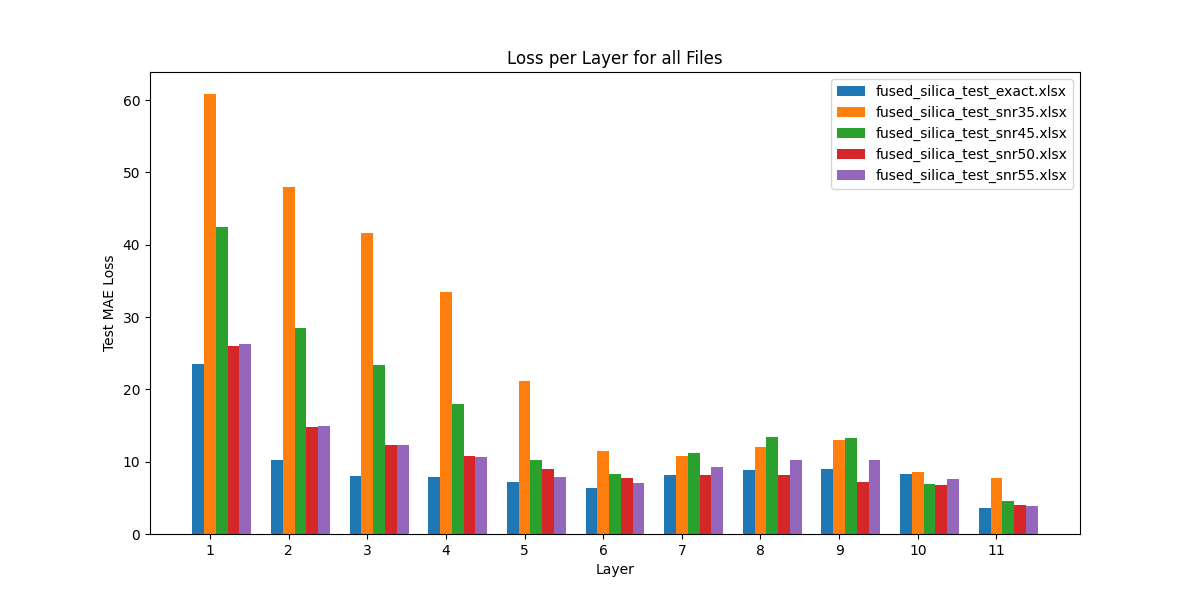 Loss per Layer for all Files
fused_silica_test_exact.xlsx
fused_silica_test_snr35.xlsx
fused_silica_test_snr45.xlsx
fused_silica_test_snr50.xlsx
fused_silica_test_snr55.xlsx
Test MAE Loss
60
50
40
30
20
10
0
1 2 3 4 5 6 7 8 9 10 11
Layer